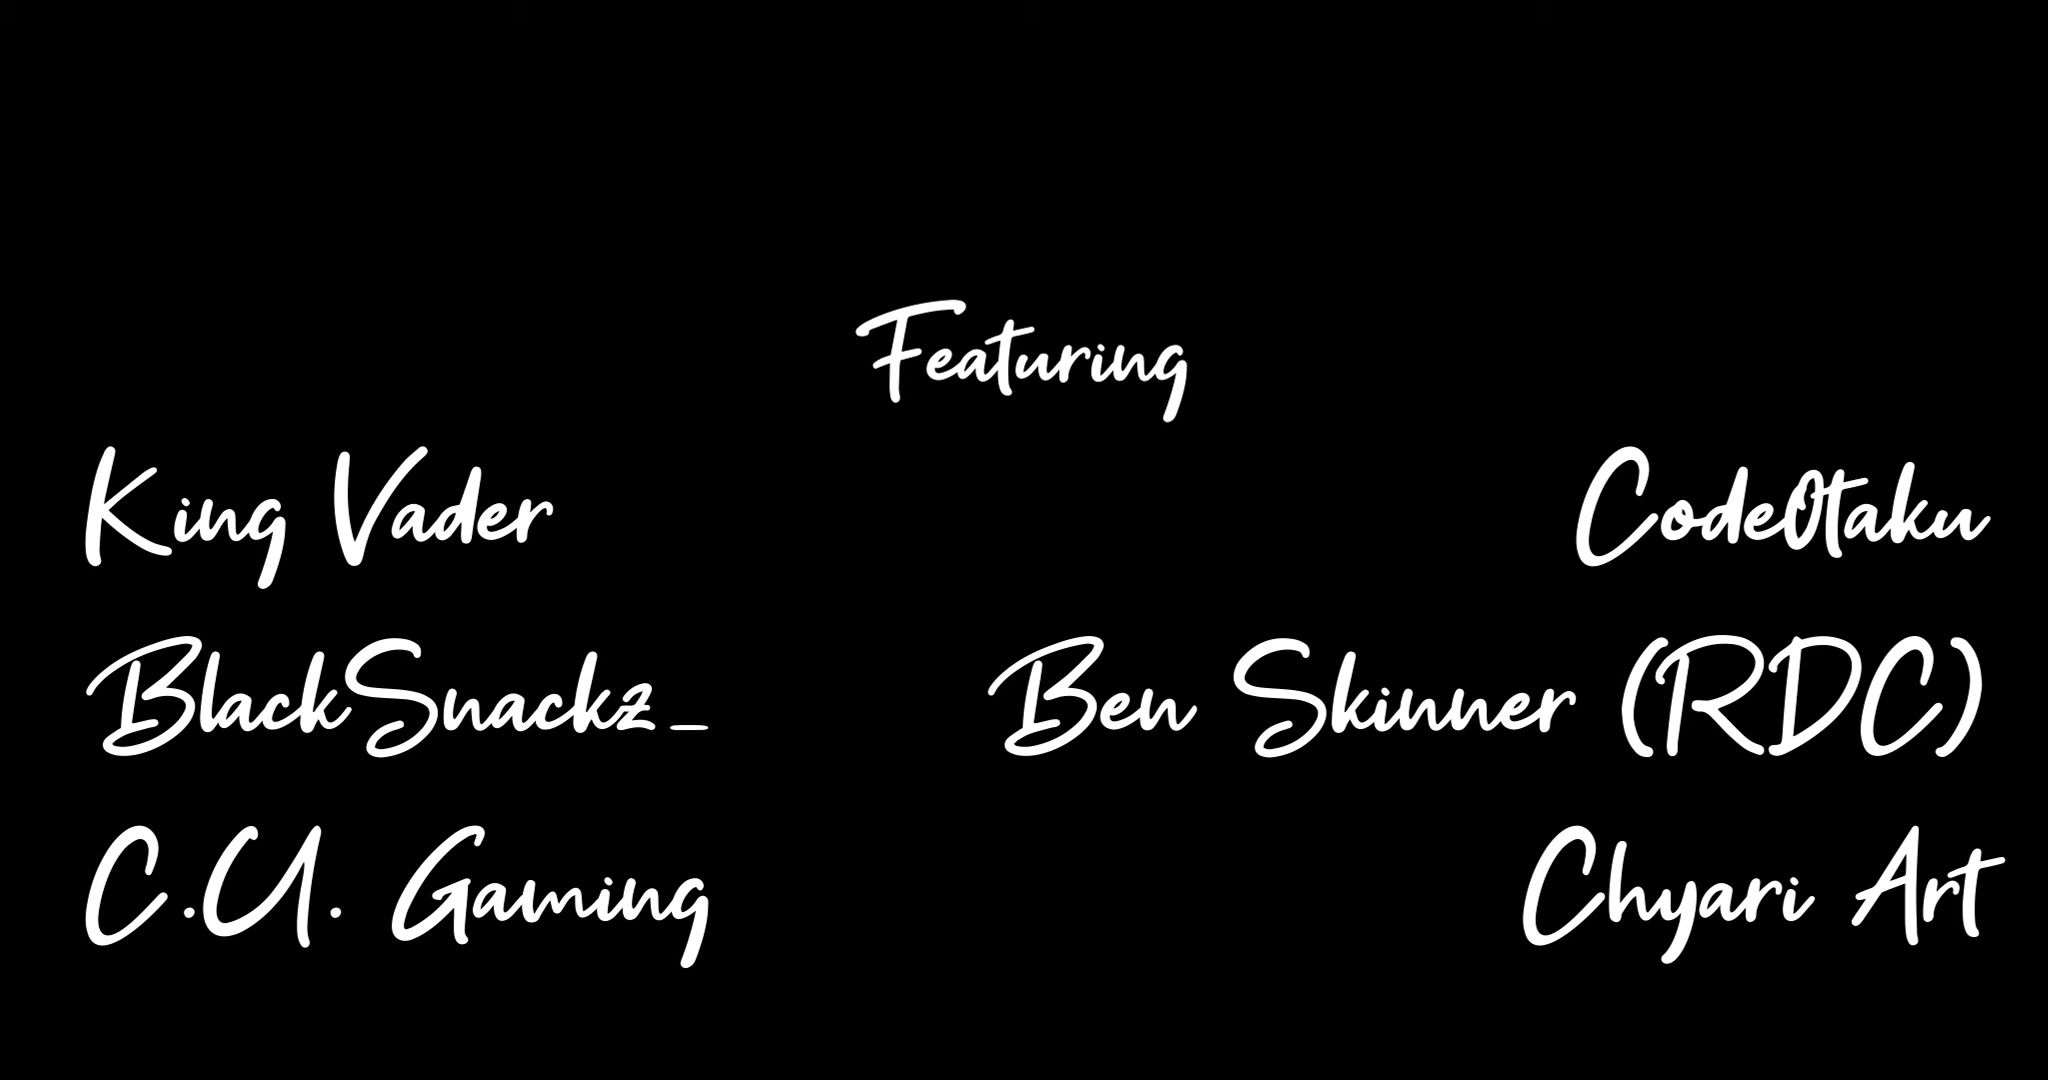 Featuring
King Vader CodeOtaku
BlackSnackz_ Ben Skinner (RDC)
C.U. Gaming Chyari Art